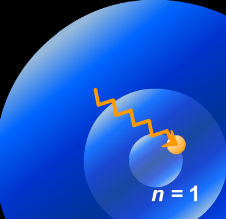 n = 1